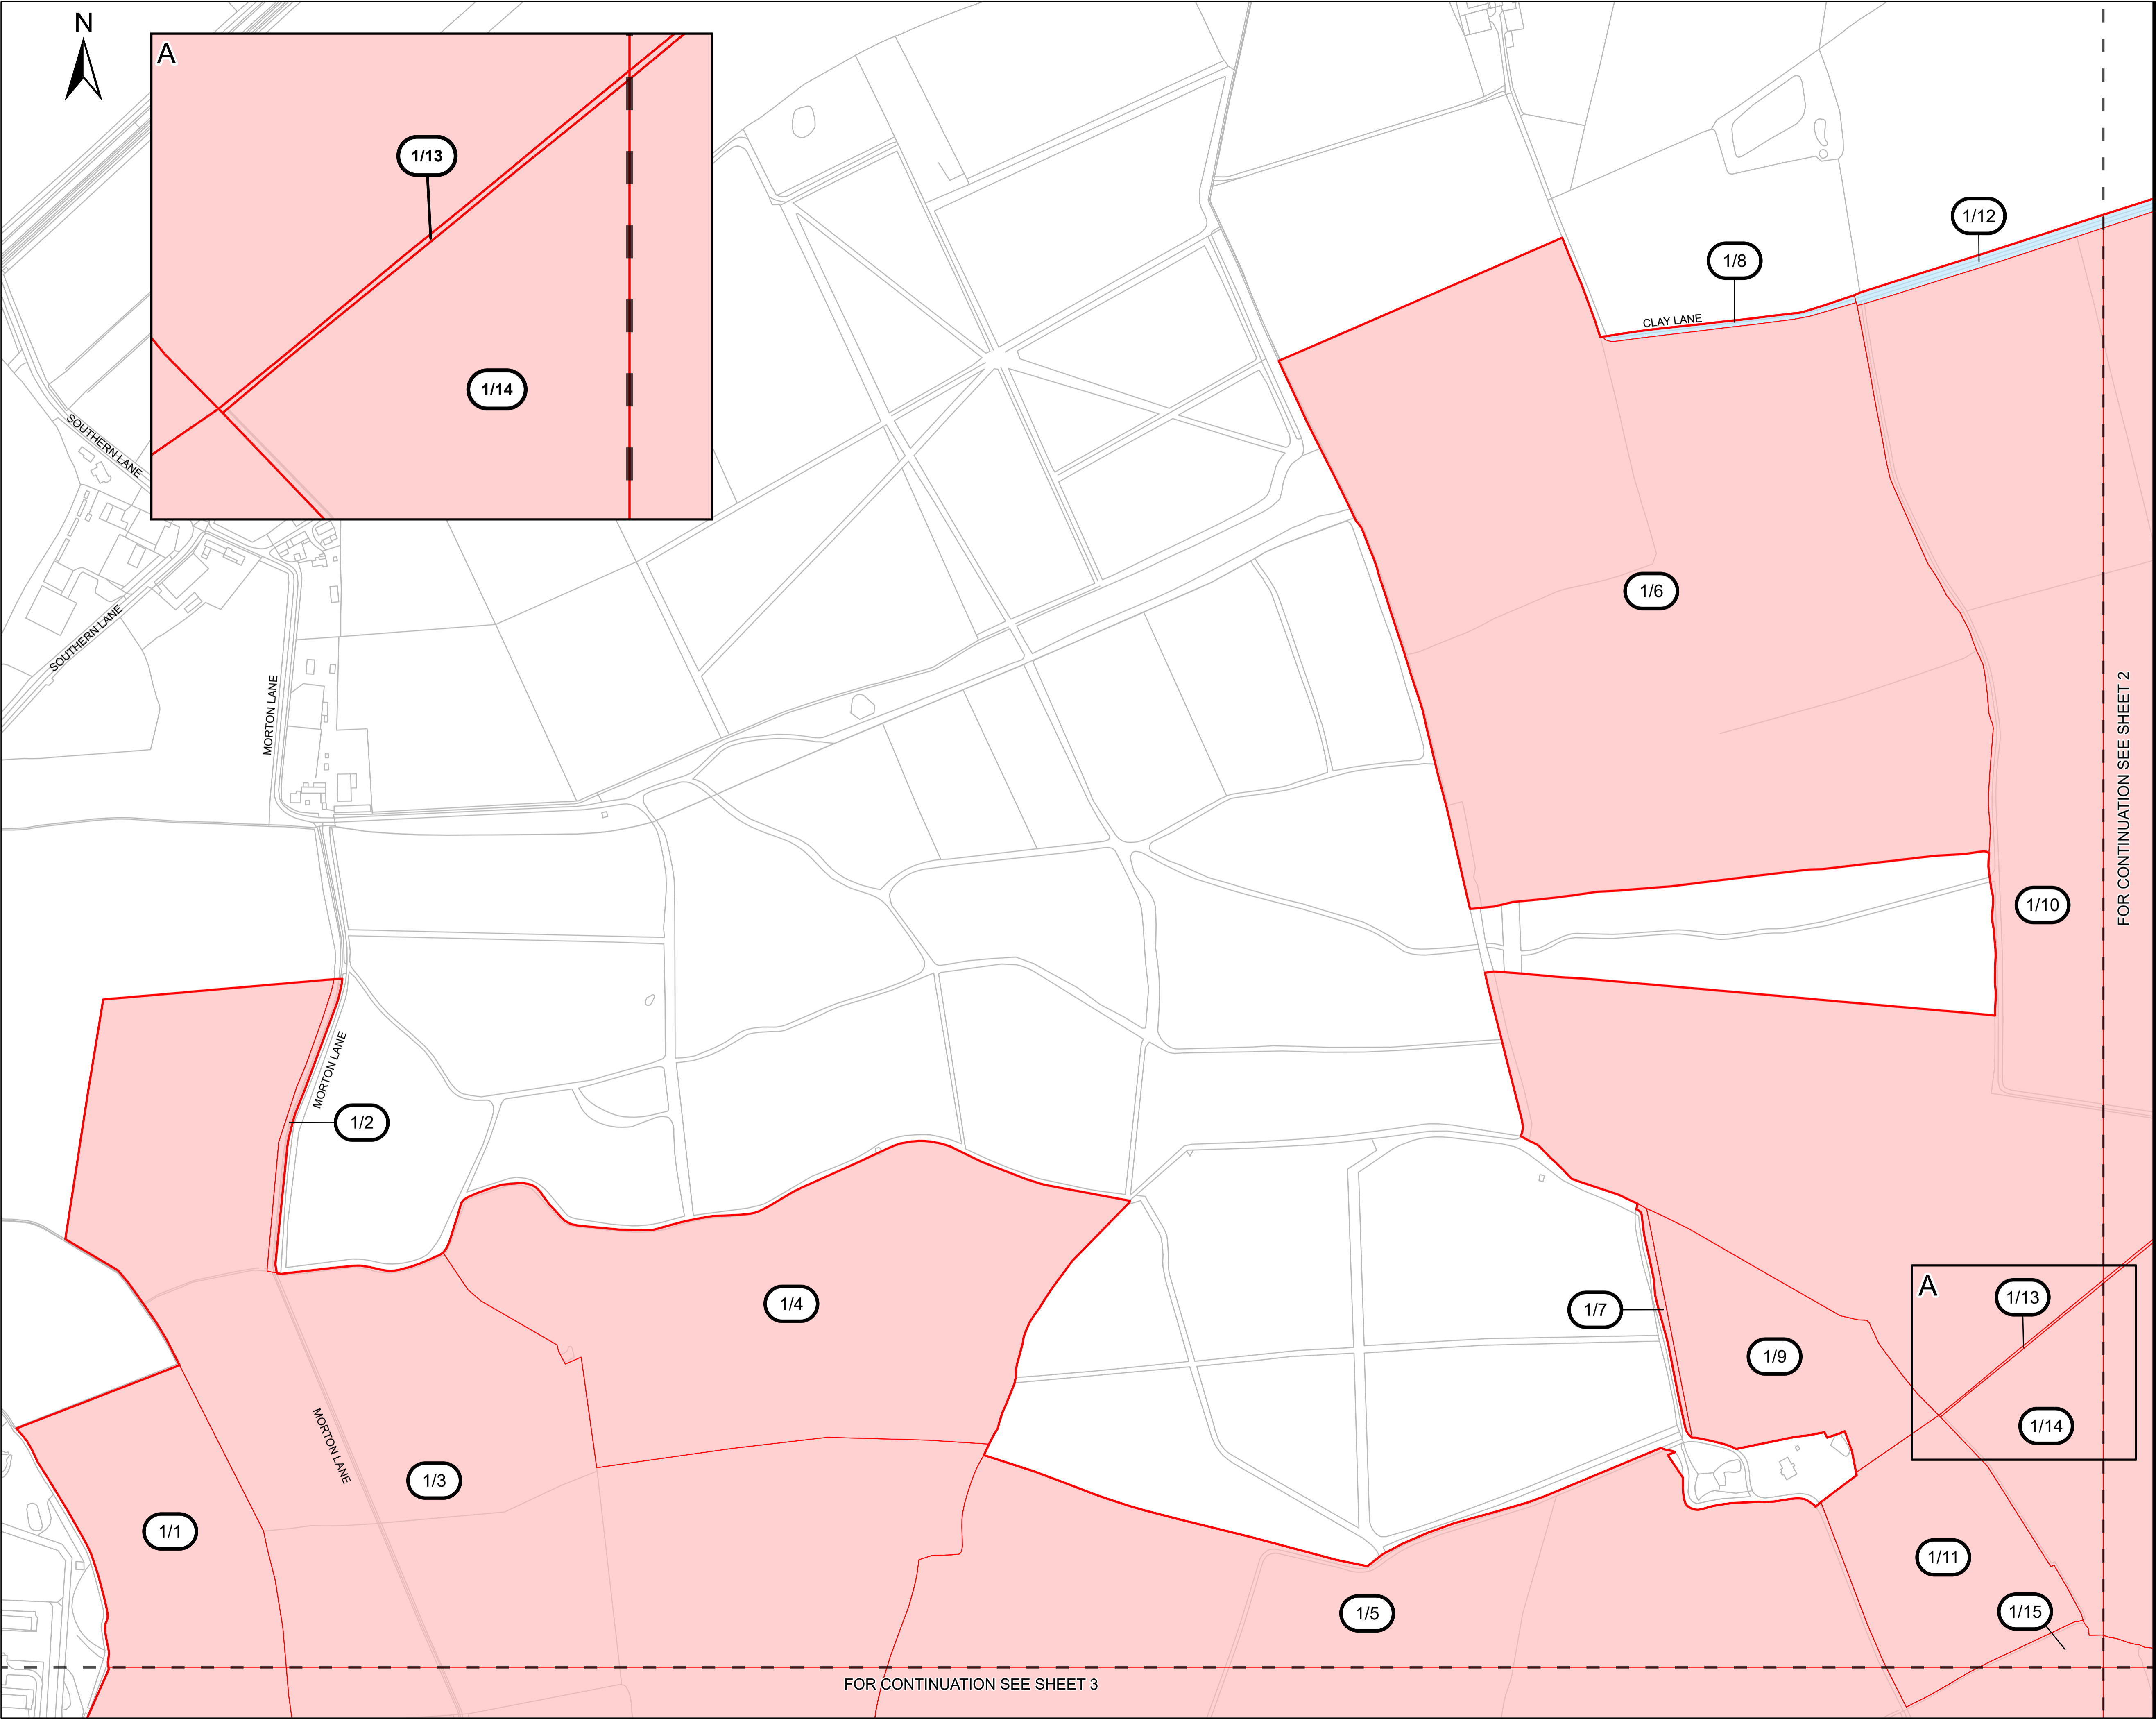 N
A
1/13
1/14
1/12
1/8
CLAY LANE
SOUTHERN LANE
1/6
SOUTHERN LANE
MORTON LANE
FOR CONTINUATION SEE SHEET 2
1/10
MORTON LANE
1/2
A
1/13
1/4
1/7
1/9
1/14
MORTON LANE
1/3
1/1
1/11
1/5
1/15
FOR CONTINUATION SEE SHEET 3